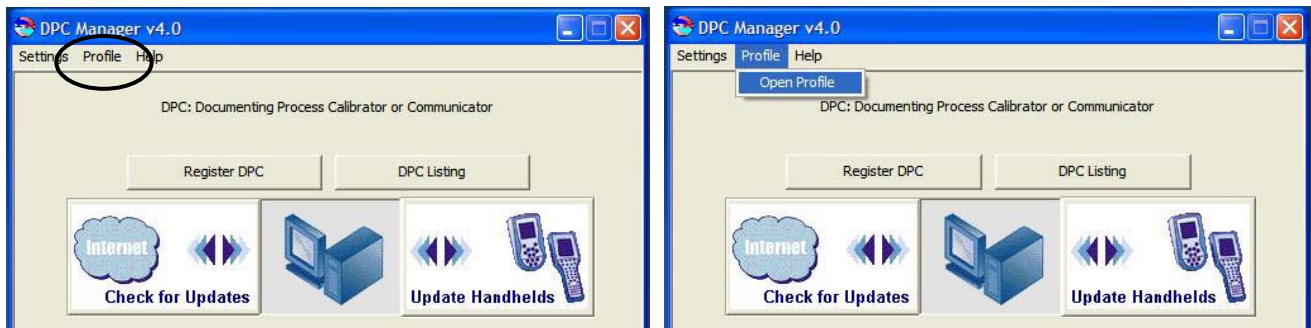 DPC Manager v4.0
Settings Profile Help
DPC: Documenting Process Calibrator or Communicator
Register DPC DPC Listing
Internet
Check for Updates Update Handhelds
DPC Manager v4.0
Settings Profile Help
Open Profile
DPC: Documenting Process Calibrator or Communicator
Register DPC DPC Listing
Internet
Check for Updates Update Handhelds